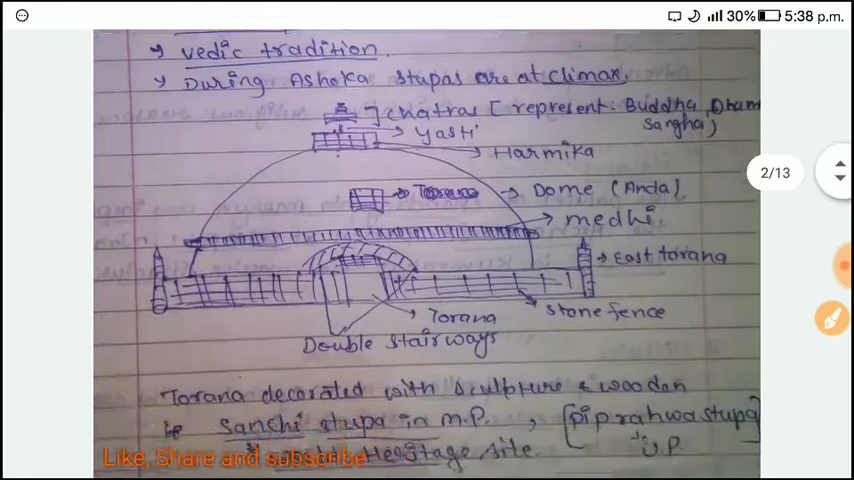 30% 5:38 p.m.
→ vedic tradition.
→ During Ashoka stupas are at climax.
chatras [represent. Buddha, Dham
Sangha)
→ Yashti
→ Harmika
→ Dome (Anda)
→ medhi
→ East torana
→ Torana
→ stone fence
Double stairways
Torana decorated with sculpture & wooden
Sanchi stupa in M.P. , [piprahwa stupa
U.P.
Heritage site.
Like, Share and subscribe
2/13